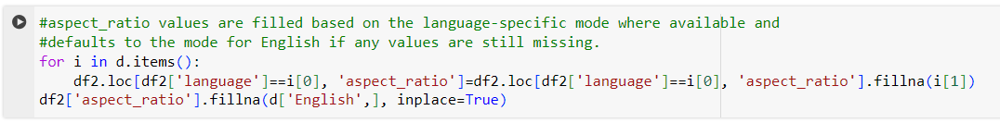 #aspect_ratio values are filled based on the language-specific mode where available and
#defaults to the mode for English if any values are still missing.
for i in d.items():
    df2.loc[df2['language']==i[0], 'aspect_ratio']=df2.loc[df2['language']==i[0], 'aspect_ratio'].fillna(i[1])
df2['aspect_ratio'].fillna(d['English',], inplace=True)